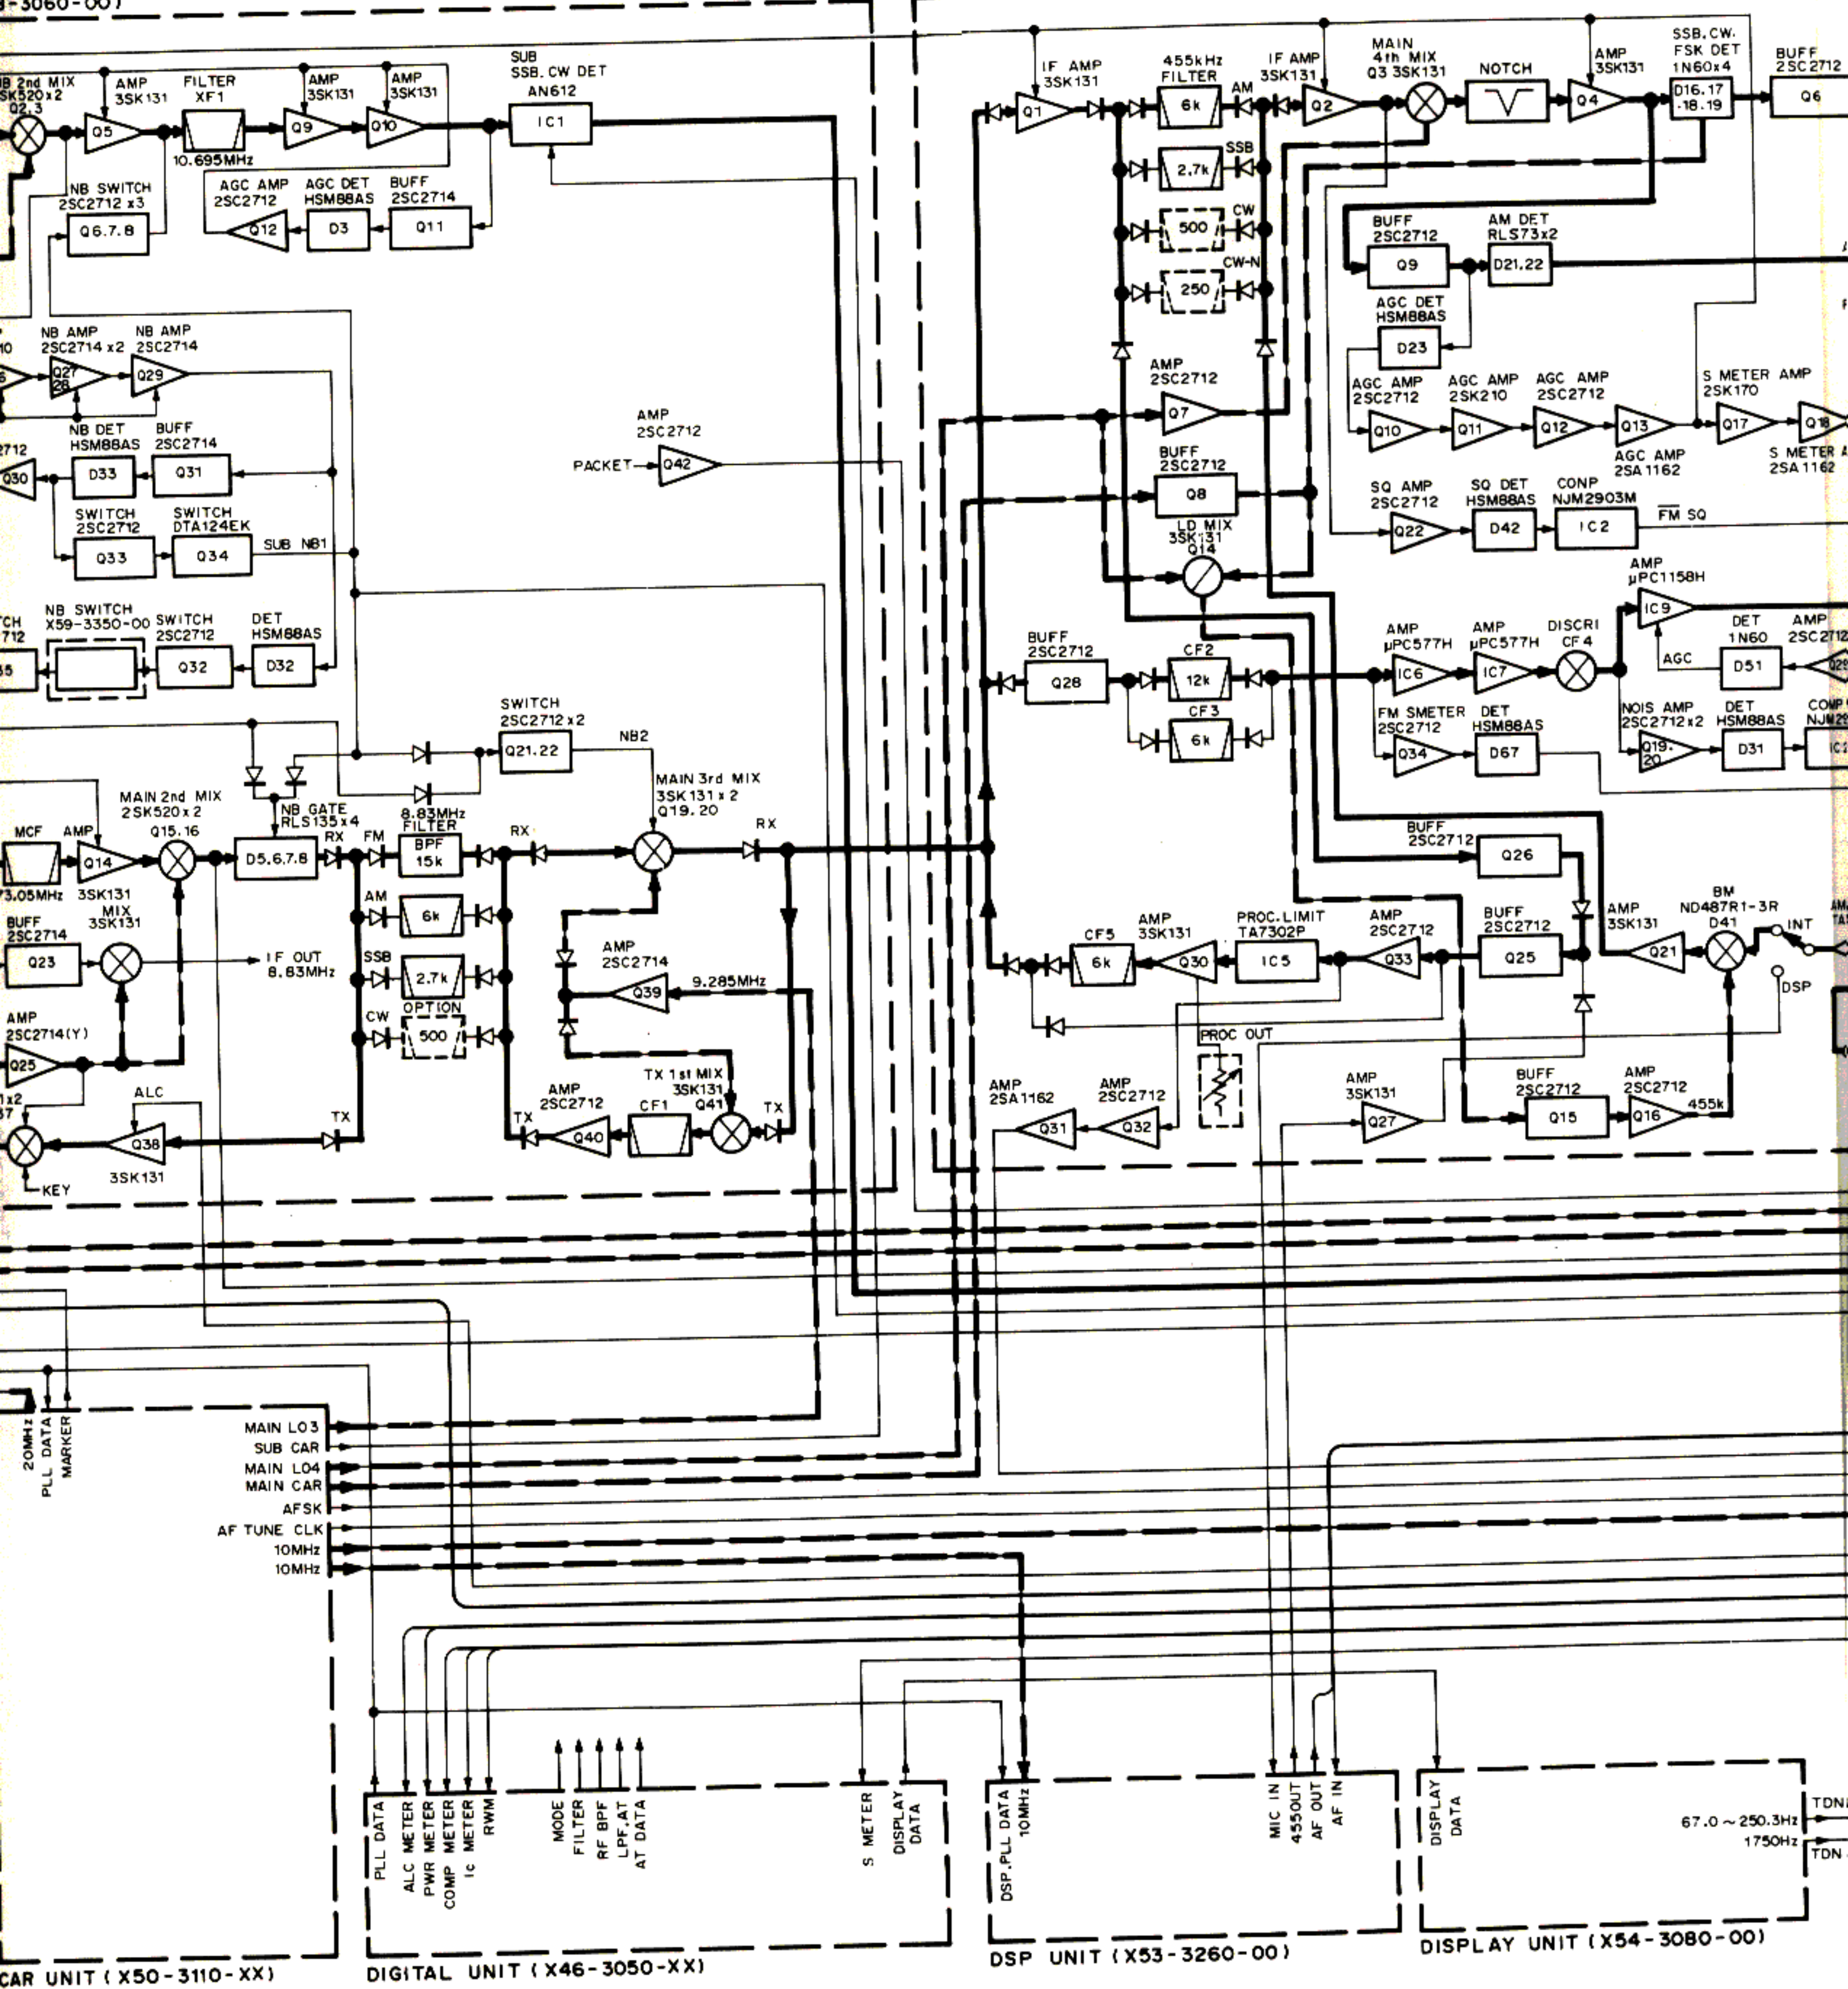 -3060-00)
SUB
SSB.CW DET
AN612
IC1
2nd MIX
SK520x2
Q2.3
AMP
3SK131
Q5
FILTER
XF1
10.695MHz
AMP
3SK131
Q9
AMP
3SK131
Q10
NB SWITCH
2SC2712 x3
Q6.7.8
AGC AMP
2SC2712
Q12
AGC DET
HSM88AS
D3
BUFF
2SC2714
Q11
NB AMP
2SC2714 x2
Q27
28
NB AMP
2SC2714
Q29
2712
Q30
NB DET
HSM88AS
D33
BUFF
2SC2714
Q31
SWITCH
2SC2712
Q33
SWITCH
DTA124EK
Q34
SUB NB1
NB SWITCH
X59-3350-00
SWITCH
2SC2712
Q32
DET
HSM88AS
D32
AMP
2SC2712
PACKET
Q42
SWITCH
2SC2712x2
Q21.22
NB2
MCF
73.05MHz
AMP
Q14
3SK131
MAIN 2nd MIX
2SK520x2
Q15.16
NB GATE
RLS135x4
D5.6.7.8
RX
FM
8.83MHz
FILTER
BPF
15k
RX
MAIN 3rd MIX
3SK131x2
Q19.20
RX
AM
6k
SSB
2.7k
OPTION
CW
500
BUFF
2SC2714
Q23
MIX
3SK131
IF OUT
8.83MHz
AMP
2SC2714(Y)
Q25
ALC
Q38
3SK131
KEY
TX
AMP
2SC2714
Q39
9.285MHz
TX 1st MIX
3SK131
Q41
TX
CF1
AMP
2SC2712
Q40
TX
IF AMP
3SK131
Q1
455kHz
FILTER
6k
AM
2.7k
SSB
500
CW
250
CW-N
IF AMP
3SK131
Q2
MAIN
4th MIX
Q3 3SK131
NOTCH
AMP
3SK131
Q4
SSB.CW.
FSK DET
1N60x4
D16.17
-18.19
BUFF
2SC2712
Q6
BUFF
2SC2712
Q9
AM DET
RLS73x2
D21.22
AGC DET
HSM88AS
D23
AMP
2SC2712
Q7
AGC AMP
2SC2712
Q10
AGC AMP
2SK210
Q11
AGC AMP
2SC2712
Q12
Q13
AGC AMP
2SA1162
S METER AMP
2SK170
Q17
Q18
S METER
2SA1162
BUFF
2SC2712
Q8
SQ AMP
2SC2712
Q22
SQ DET
HSM88AS
D42
CONP
NJM2903M
IC2
FM SQ
LD MIX
3SK131
Q14
BUFF
2SC2712
Q28
CF2
12k
CF3
6k
AMP
µPC577H
IC6
AMP
µPC577H
IC7
DISCRI
CF4
AMP
µPC1158H
IC9
AGC
DET
1N60
D51
AMP
2SC2712
FM SMETER
2SC2712
Q34
DET
HSM88AS
D67
NOIS AMP
2SC2712x2
Q19.
20
DET
HSM88AS
D31
BUFF
2SC2712
Q26
CF5
6k
AMP
3SK131
Q30
PROC.LIMIT
TA7302P
IC5
AMP
2SC2712
Q33
BUFF
2SC2712
Q25
AMP
3SK131
Q21
BM
ND487R1-3R
D41
INT
DSP
PROC OUT
AMP
2SA1162
Q31
AMP
2SC2712
Q32
AMP
3SK131
Q27
BUFF
2SC2712
Q15
AMP
2SC2712
Q16
455k
20MHz
PLL DATA
MARKER
MAIN LO3
SUB CAR
MAIN LO4
MAIN CAR
AFSK
AF TUNE CLK
10MHz
10MHz
PLL DATA
ALC METER
PWR METER
COMP METER
Ic METER
RWM
MODE
FILTER
RF BPF
LPF.AT
AT DATA
S METER
DISPLAY
DATA
DSP.PLL DATA
10MHz
MIC IN
455OUT
AF OUT
AF IN
DISPLAY
DATA
67.0~250.3Hz
1750Hz
TDN
TDN
CAR UNIT (X50-3110-XX)
DIGITAL UNIT (X46-3050-XX)
DSP UNIT (X53-3260-00)
DISPLAY UNIT (X54-3080-00)